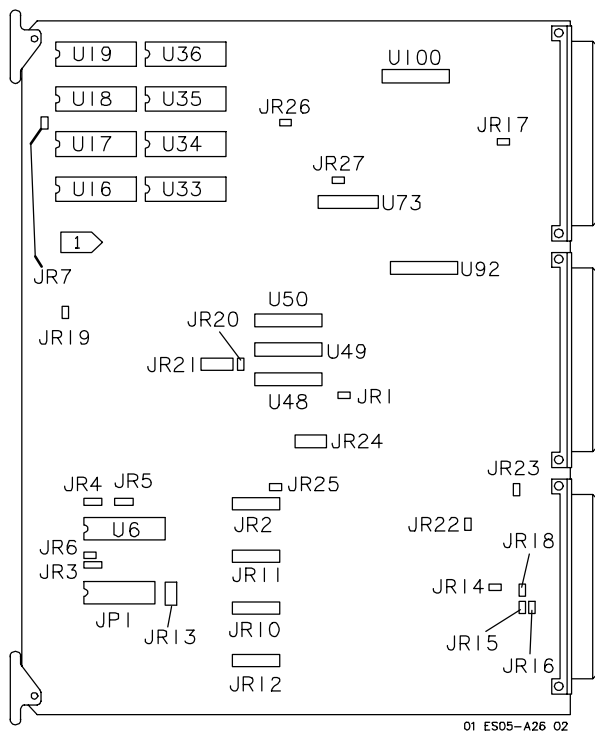 U19 U36
U100
U18 U35
JR26
JR17
U17 U34
JR27
U16 U33
U73
1
U92
JR7
U50
JR20
JR19
U49
JR21
U48
JR1
JR24
JR23
JR4 JR5
JR25
JR2
U6
JR22
JR18
JR6
JR11
JR3
JR14
JP1
JR10
JR13
JR15
JR16
JR12
01 ES05-A26 02